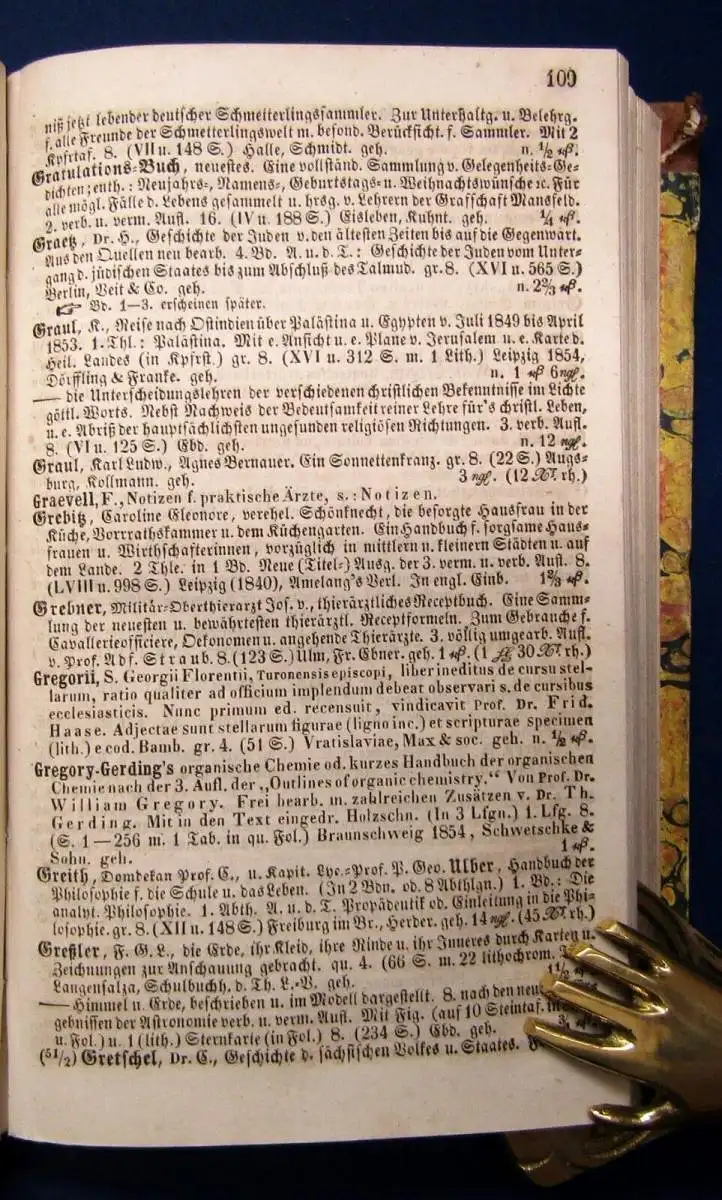 109
niß jetzt lebender deutscher Schmetterlingssammler. Zur Unterhaltg. u. Belehrg.
f. alle Freunde der Schmetterlingswelt m. besond. Berücksicht. f. Sammler. Mit 2
Kpfrtaf. 8. (VII u. 148 S.) Halle, Schmidt. geh. n. 1/2 ₰.
Gratulations-Buch, neuestes. Eine vollständ. Sammlung v. Gelegenheits-Ge-
dichten; enth.: Neujahrs-, Namens-, Geburtstags- u. Weihnachtswünsche ꝛc. Für
alle mögl. Fälle d. Lebens gesammelt u. hrsg. v. Lehrern der Grafschaft Mansfeld.
2. verb. u. verm. Aufl. 16. (IV u. 188 S.) Eisleben, Kuhnt. geh. 1/4 ₰.
Graetz, Dr. H., Geschichte der Juden v. den ältesten Zeiten bis auf die Gegenwart.
Aus den Quellen neu bearb. 4. Bd. A. u. d. T.: Geschichte der Juden vom Unter-
gang d. jüdischen Staates bis zum Abschluß des Talmud. gr. 8. (XVI u. 565 S.)
Berlin, Veit & Co. geh. n. 2 2/3 ₰.
☞ Bd. 1—3. erscheinen später.
Graul, K., Reise nach Ostindien über Palästina u. Egypten v. Juli 1849 bis April
1853. 1. Thl.: Palästina. Mit e. Ansicht u. e. Plane v. Jerusalem u. e. Karte d.
Heil. Landes (in Kpfrst.) gr. 8. (XVI u. 312 S. m. 1 Lith.) Leipzig 1854,
Dörffling & Franke. geh. n. 1 ₰ 6 ngl.
— die Unterscheidungslehren der verschiedenen christlichen Bekenntnisse im Lichte
göttl. Worts. Nebst Nachweis der Bedeutsamkeit reiner Lehre für's christl. Leben,
u. e. Abriß der hauptsächlichsten ungesunden religiösen Richtungen. 3. verb. Aufl.
8. (VI u. 125 S.) Ebd. geh. n. 12 ngl.
Graul, Karl Ludw., Agnes Bernauer. Ein Sonnettenkranz. gr. 8. (22 S.) Augs-
burg, Kollmann. geh. 3 ngl. (12 Xr. rh.)
Graevell, F., Notizen f. praktische Ärzte, s.: Notizen.
Grebitz, Caroline Eleonore, verehel. Schönknecht, die besorgte Hausfrau in der
Küche, Vorrathskammer u. dem Küchengarten. Ein Handbuch f. sorgsame Haus-
frauen u. Wirthschafterinnen, vorzüglich in mittlern u. kleinern Städten u. auf
dem Lande. 2 Thle. in 1 Bd. Neue (Titel-) Ausg. der 3. verm. u. verb. Aufl. 8.
(LVIII u. 998 S.) Leipzig (1840), Amelang's Verl. In engl. Einb. 1 2/3 ₰.
Grebner, Militär-Oberthierarzt Jos. v., thierärztliches Receptbuch. Eine Samm-
lung der neuesten u. bewährtesten thierärztl. Receptformeln. Zum Gebrauche f.
Cavallerieofficiere, Oekonomen u. angehende Thierärzte. 3. völlig umgearb. Aufl.
v. Prof. Adf. Straub. 8. (123 S.) Ulm, Fr. Ebner. geh. 1 ₰. (1 fl. 30 Xr. rh.)
Gregorii, S. Georgii Florentii, Turonensis episcopi, liber ineditus de cursu stel-
larum, ratio qualiter ad officium implendum debeat observari s. de cursibus
ecclesiasticis. Nunc primum ed. recensuit, vindicavit Prof. Dr. Frid.
Haase. Adjectae sunt stellarum figurae (ligno inc.) et scripturae specimen
(lith.) e cod. Bamb. gr. 4. (51 S.) Vratislaviae, Max & soc. geh. n. 1/2 ₰.
Gregory-Gerding's organische Chemie od. kurzes Handbuch der organischen
Chemie nach der 3. Aufl. der „Outlines of organic chemistry.“ Von Prof. Dr.
William Gregory. Frei bearb. m. zahlreichen Zusätzen v. Dr. Th.
Gerding. Mit in den Text eingedr. Holzschn. (In 3 Lfgn.) 1. Lfg. 8.
(S. 1—256 m. 1 Tab. in qu. Fol.) Braunschweig 1854, Schwetschke &
Sohn. geh. 1 ₰.
Greith, Domdekan Prof. C., u. Kapit. Lyc.-Prof. P. Geo. Ulber, Handbuch der
Philosophie f. die Schule u. das Leben. (In 2 Bdn. od. 8 Abthlgn.) 1. Bd.: Die
analyt. Philosophie. 1. Abth. A. u. d. T. Propädeutik od. Einleitung in die Phi-
losophie. gr. 8. (XII u. 148 S.) Freiburg im Br., Herder. geh. 14 ngl. (45 Xr. rh.)
Greßler, F. G. L., die Erde, ihr Kleid, ihre Rinde u. ihr Inneres durch Karten u.
Zeichnungen zur Anschauung gebracht. qu. 4. (66 S. m. 22 lithochrom.
Langensalza, Schulbuchh. d. Th. L.-V. geh. 1 1/2
— Himmel u. Erde, beschrieben u. im Modell dargestellt. 8. nach den
gebnissen der Astronomie verb. u. verm. Aufl. Mit Fig. (auf 10 Steintaf.
u. Fol.) u. 1 (lith.) Sternkarte (in Fol.) 8. (234 S.) Ebd. geh.
(51/2) Gretschel, Dr. C., Geschichte d. sächsischen Volkes u. Staates.